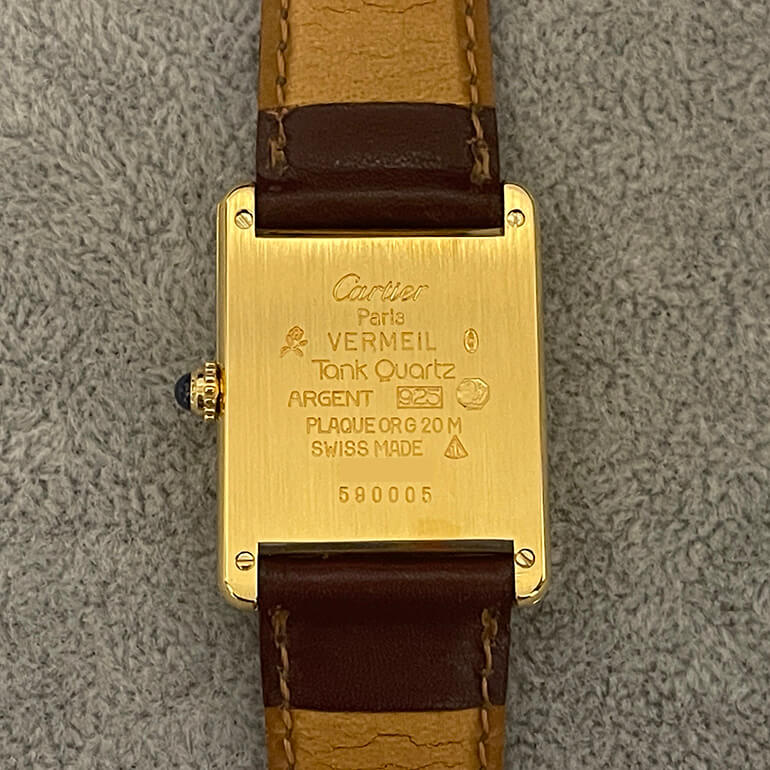 Cartier
Paris
VERMEIL
Tank Quartz
ARGENT 925
PLAQUE OR G 20 M
SWISS MADE
590005